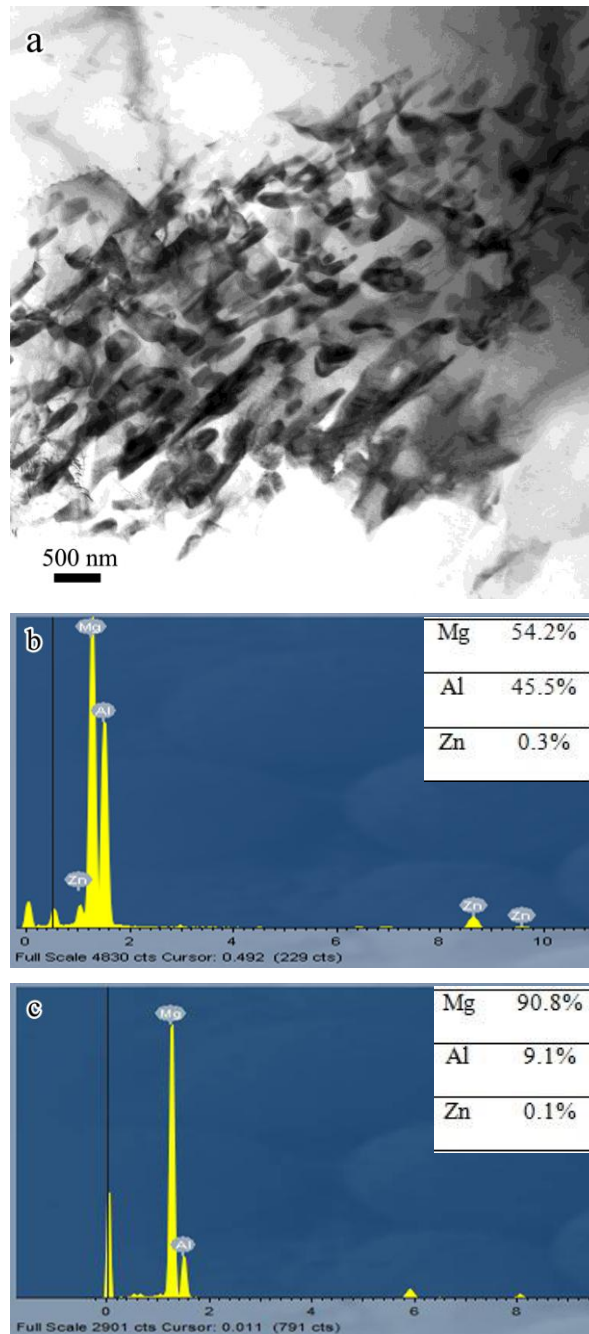 a
500 nm
b
Mg
Al
Zn
Zn
Zn
Mg 54.2%
Al 45.5%
Zn 0.3%
0 2 4 6 8 10
Full Scale 4830 cts Cursor: 0.492 (229 cts)
c
Mg
Al
Mg 90.8%
Al 9.1%
Zn 0.1%
0 2 4 6 8
Full Scale 2901 cts Cursor: 0.011 (791 cts)